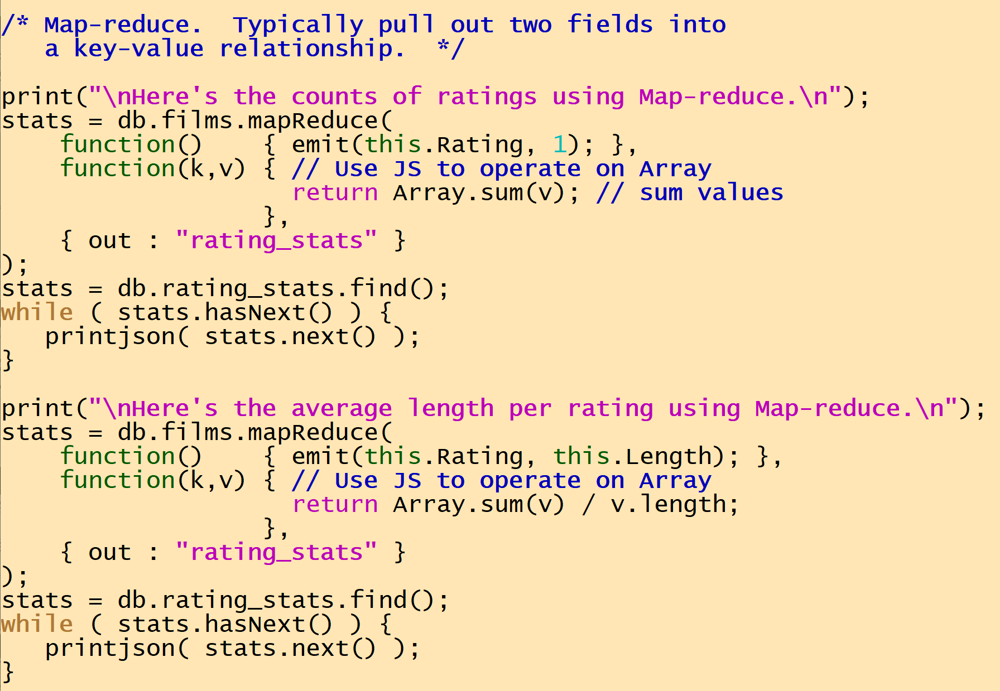 /* Map-reduce.  Typically pull out two fields into
   a key-value relationship.  */

print("\nHere's the counts of ratings using Map-reduce.\n");
stats = db.films.mapReduce(
    function()    { emit(this.Rating, 1); },
    function(k,v) { // Use JS to operate on Array
                    return Array.sum(v); // sum values
                  },
    { out : "rating_stats" }
);
stats = db.rating_stats.find();
while ( stats.hasNext() ) {
   printjson( stats.next() );
}

print("\nHere's the average length per rating using Map-reduce.\n");
stats = db.films.mapReduce(
    function()    { emit(this.Rating, this.Length); },
    function(k,v) { // Use JS to operate on Array
                    return Array.sum(v) / v.length;
                  },
    { out : "rating_stats" }
);
stats = db.rating_stats.find();
while ( stats.hasNext() ) {
   printjson( stats.next() );
}